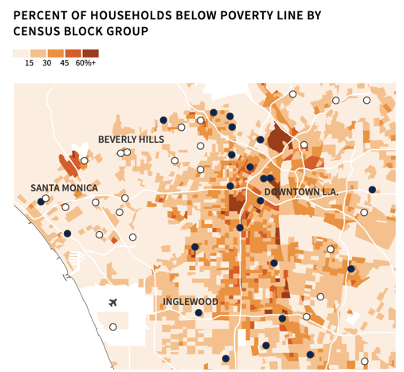 PERCENT OF HOUSEHOLDS BELOW POVERTY LINE BY
CENSUS BLOCK GROUP
15 30 45 60%+
BEVERLY HILLS
SANTA MONICA
DOWNTOWN L.A.
INGLEWOOD